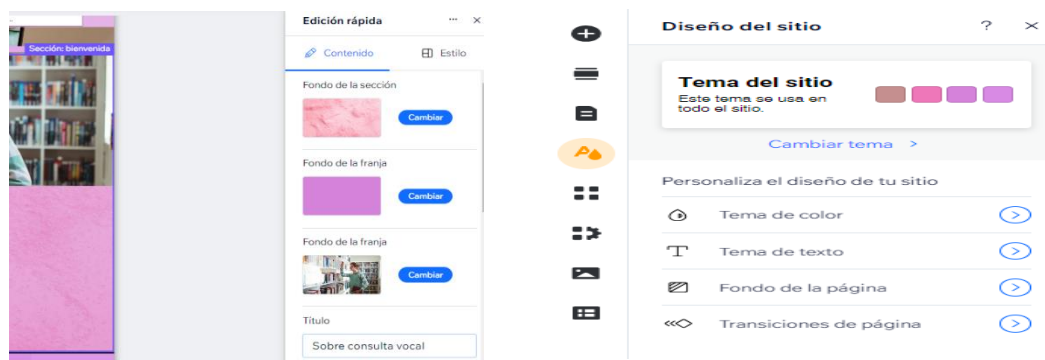 Edición rápida
Sección: bienvenida
Contenido
Estilo
Fondo de la sección
Cambiar
Fondo de la franja
Cambiar
Fondo de la franja
Cambiar
Título
Sobre consulta vocal
Diseño del sitio
?
Tema del sitio
Este tema se usa en
todo el sitio.
Cambiar tema >
Personaliza el diseño de tu sitio
Tema de color
Tema de texto
Fondo de la página
Transiciones de página